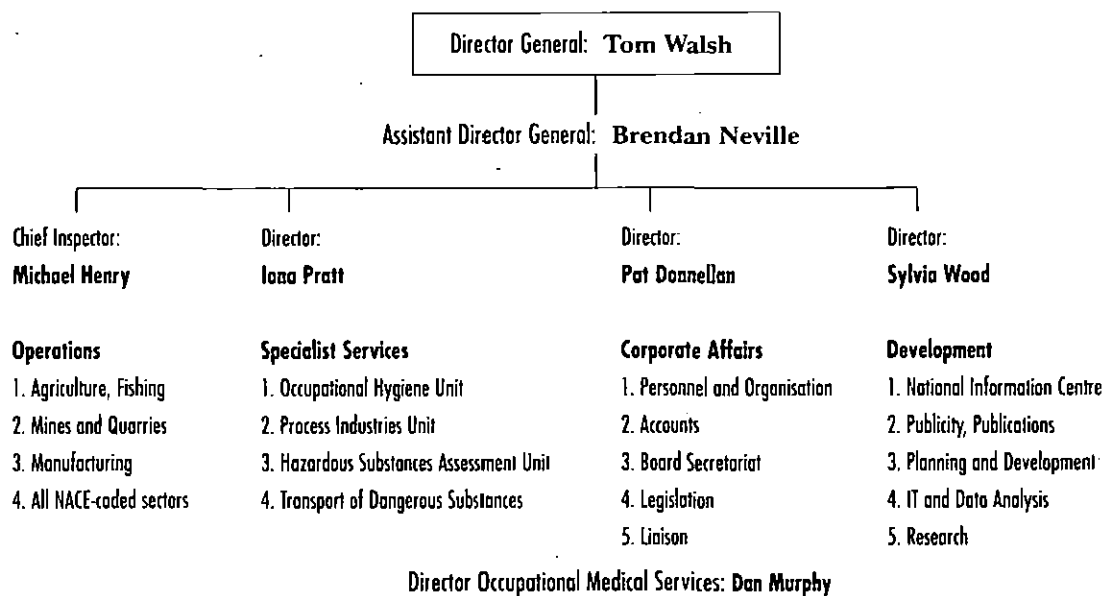 Director General: Tom Walsh
Assistant Director General: Brendan Neville
Chief Inspector:
Michael Henry
Operations
1. Agriculture, Fishing
2. Mines and Quarries
3. Manufacturing
4. All NACE-coded sectors
Director:
Iona Pratt
Specialist Services
1. Occupational Hygiene Unit
2. Process Industries Unit
3. Hazardous Substances Assessment Unit
4. Transport of Dangerous Substances
Director:
Pat Donnellan
Corporate Affairs
1. Personnel and Organisation
2. Accounts
3. Board Secretariat
4. Legislation
5. Liaison
Director:
Sylvia Wood
Development
1. National Information Centre
2. Publicity, Publications
3. Planning and Development
4. IT and Data Analysis
5. Research
Director Occupational Medical Services: Dan Murphy